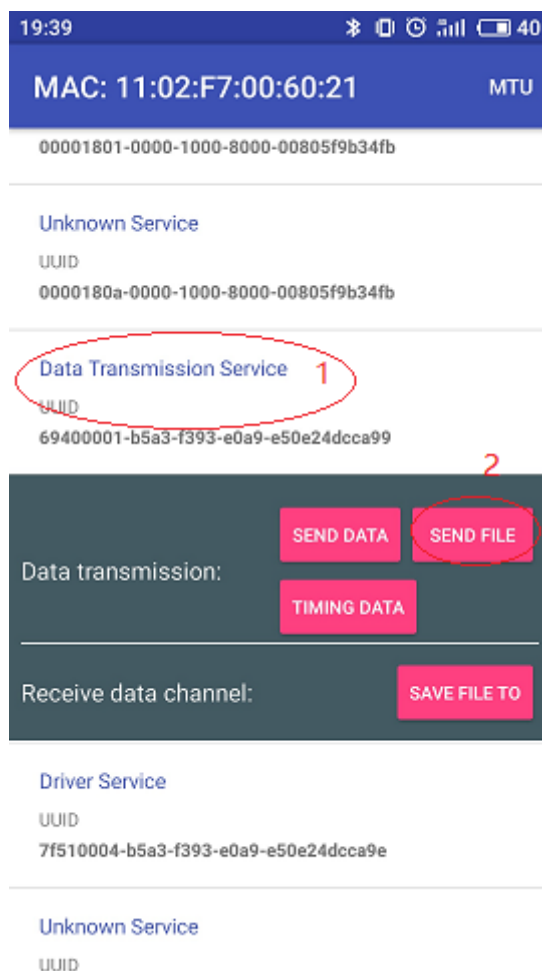 19:39 40
MAC: 11:02:F7:00:60:21 MTU
00001801-0000-1000-8000-00805f9b34fb
Unknown Service
UUID
0000180a-0000-1000-8000-00805f9b34fb
Data Transmission Service 1
UUID
69400001-b5a3-f393-e0a9-e50e24dcca99
2
SEND DATA SEND FILE
Data transmission:
TIMING DATA
Receive data channel: SAVE FILE TO
Driver Service
UUID
7f510004-b5a3-f393-e0a9-e50e24dcca9e
Unknown Service
UUID